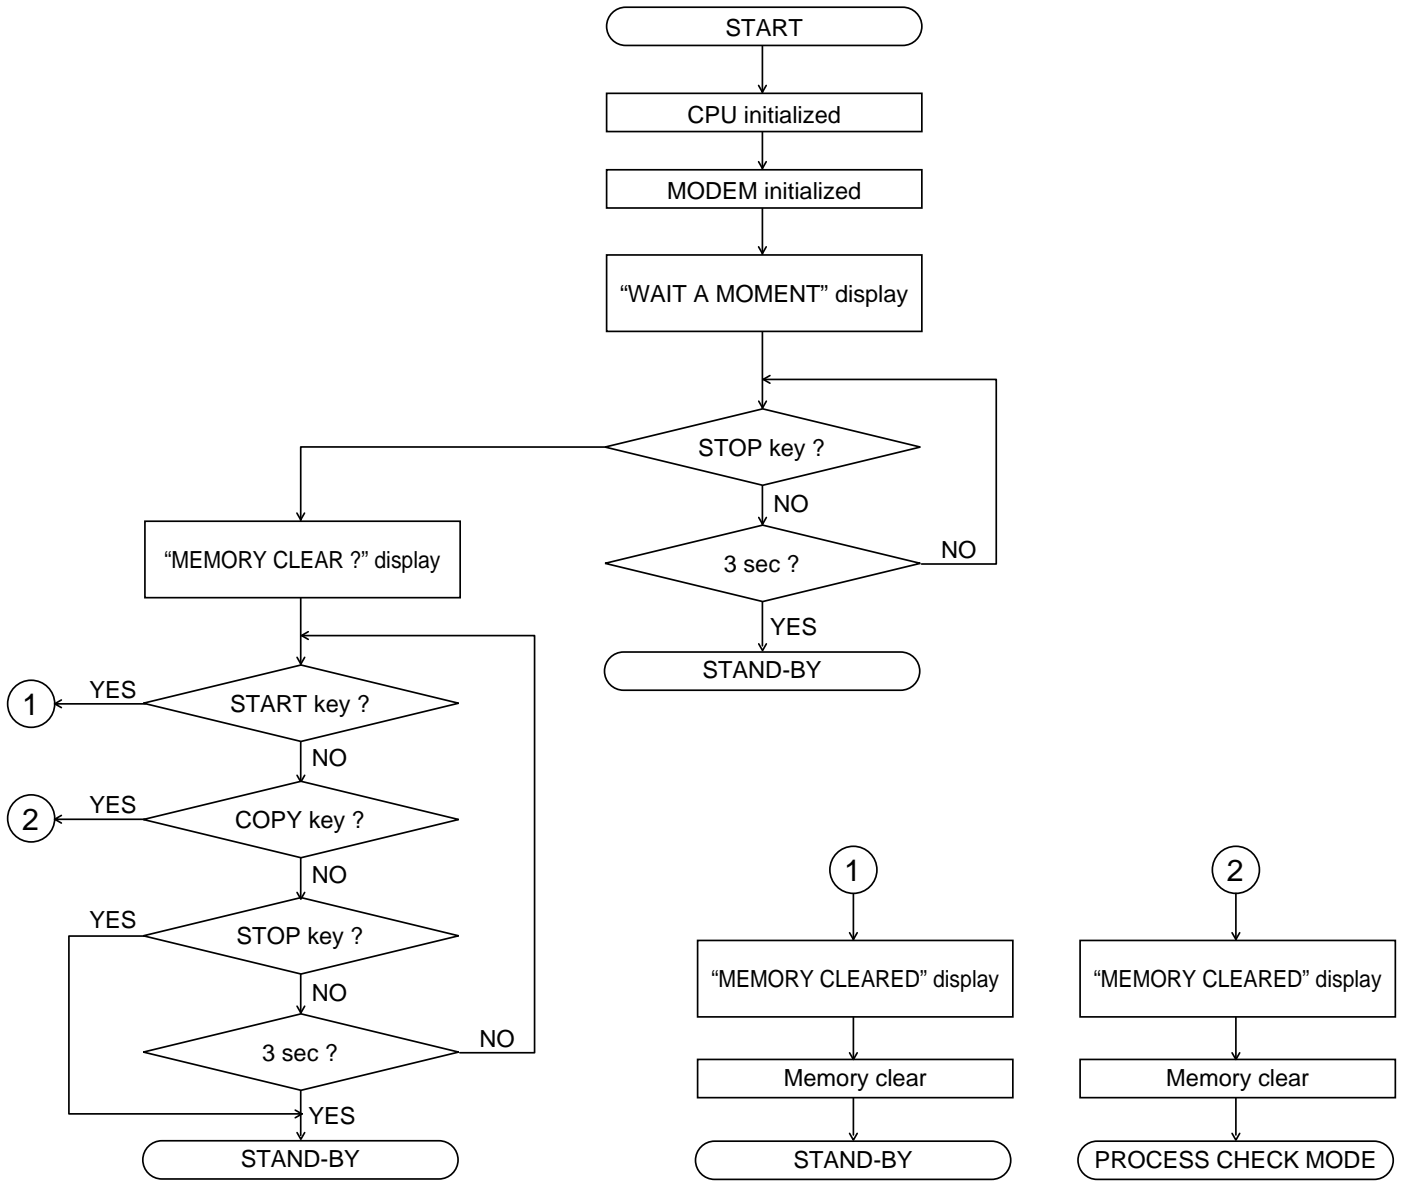 START
CPU initialized
MODEM initialized
“WAIT A MOMENT” display
STOP key ?
NO
3 sec ?
NO
YES
STAND-BY
“MEMORY CLEAR ?” display
START key ?
YES
1
NO
COPY key ?
YES
2
NO
STOP key ?
YES
NO
3 sec ?
NO
YES
STAND-BY
1
“MEMORY CLEARED” display
Memory clear
STAND-BY
2
“MEMORY CLEARED” display
Memory clear
PROCESS CHECK MODE